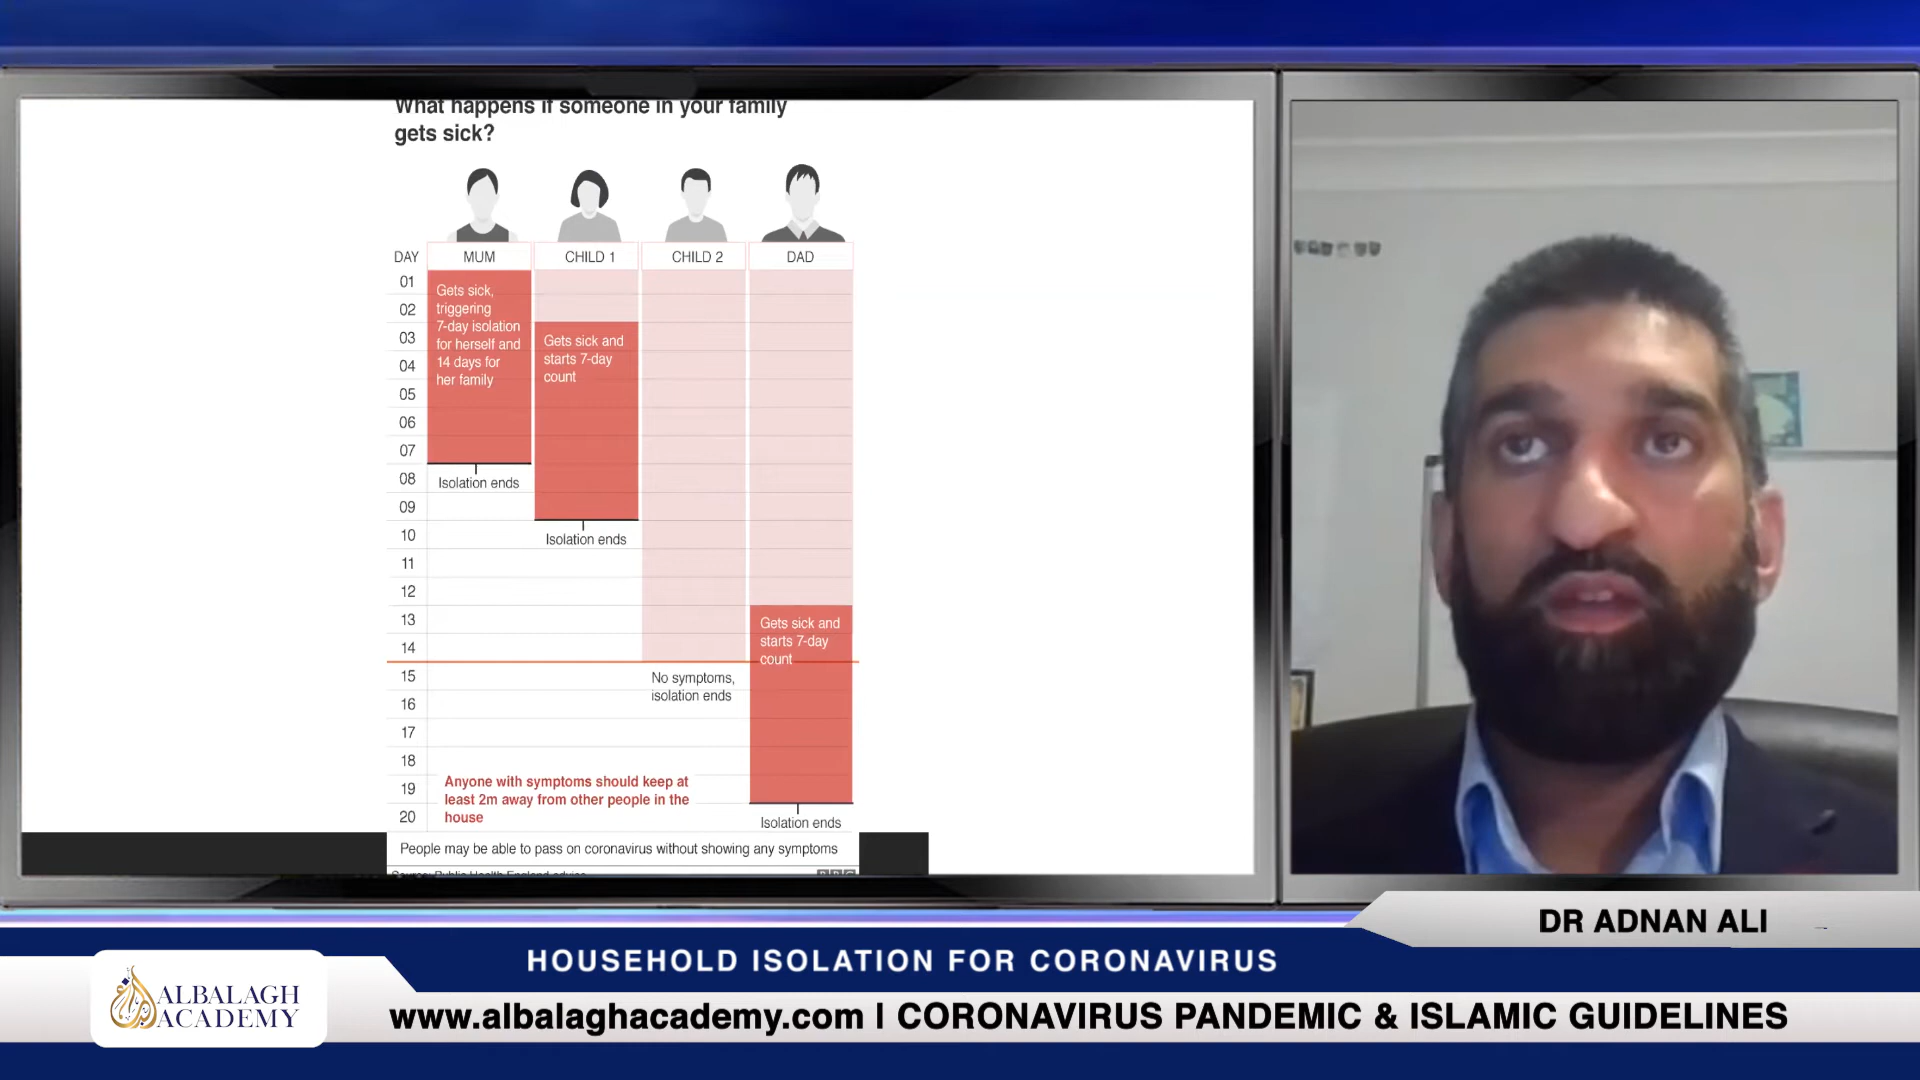 What happens if someone in your family
gets sick?
DAY
MUM
CHILD 1
CHILD 2
DAD
01
02
03
04
05
06
07
08
09
10
11
12
13
14
15
16
17
18
19
20
Gets sick,
triggering
7-day isolation
for herself and
14 days for
her family
Isolation ends
Gets sick and
starts 7-day
count
Isolation ends
No symptoms,
isolation ends
Gets sick and
starts 7-day
count
Isolation ends
Anyone with symptoms should keep at
least 2m away from other people in the
house
People may be able to pass on coronavirus without showing any symptoms
Source: Public Health England advice
BBC
DR ADNAN ALI
HOUSEHOLD ISOLATION FOR CORONAVIRUS
ALBALAGH
ACADEMY
www.albalaghacademy.com I CORONAVIRUS PANDEMIC & ISLAMIC GUIDELINES